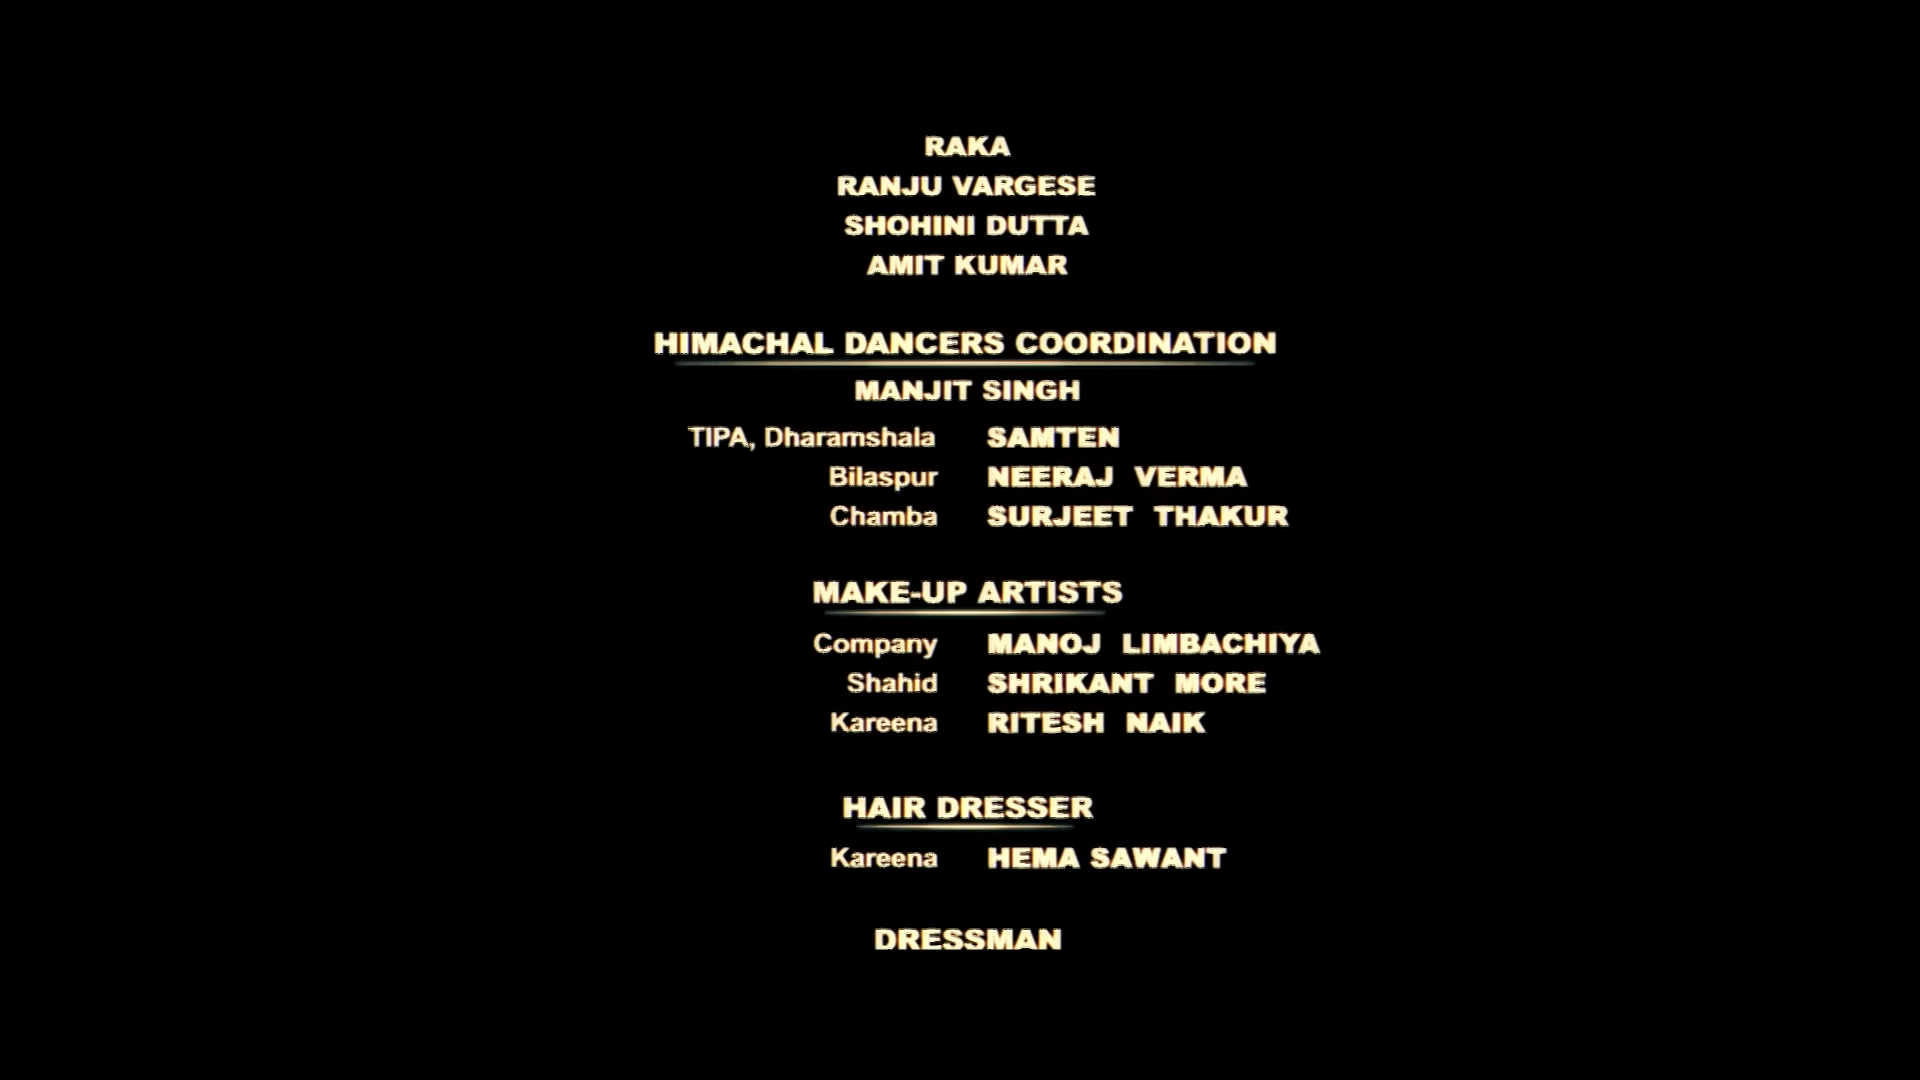 RAKA
RANJU VARGESE
SHOHINI DUTTA
AMIT KUMAR
HIMACHAL DANCERS COORDINATION
MANJIT SINGH
TIPA, Dharamshala SAMTEN
Bilaspur NEERAJ VERMA
Chamba SURJEET THAKUR
MAKE-UP ARTISTS
Company MANOJ LIMBACHIYA
Shahid SHRIKANT MORE
Kareena RITESH NAIK
HAIR DRESSER
Kareena HEMA SAWANT
DRESSMAN